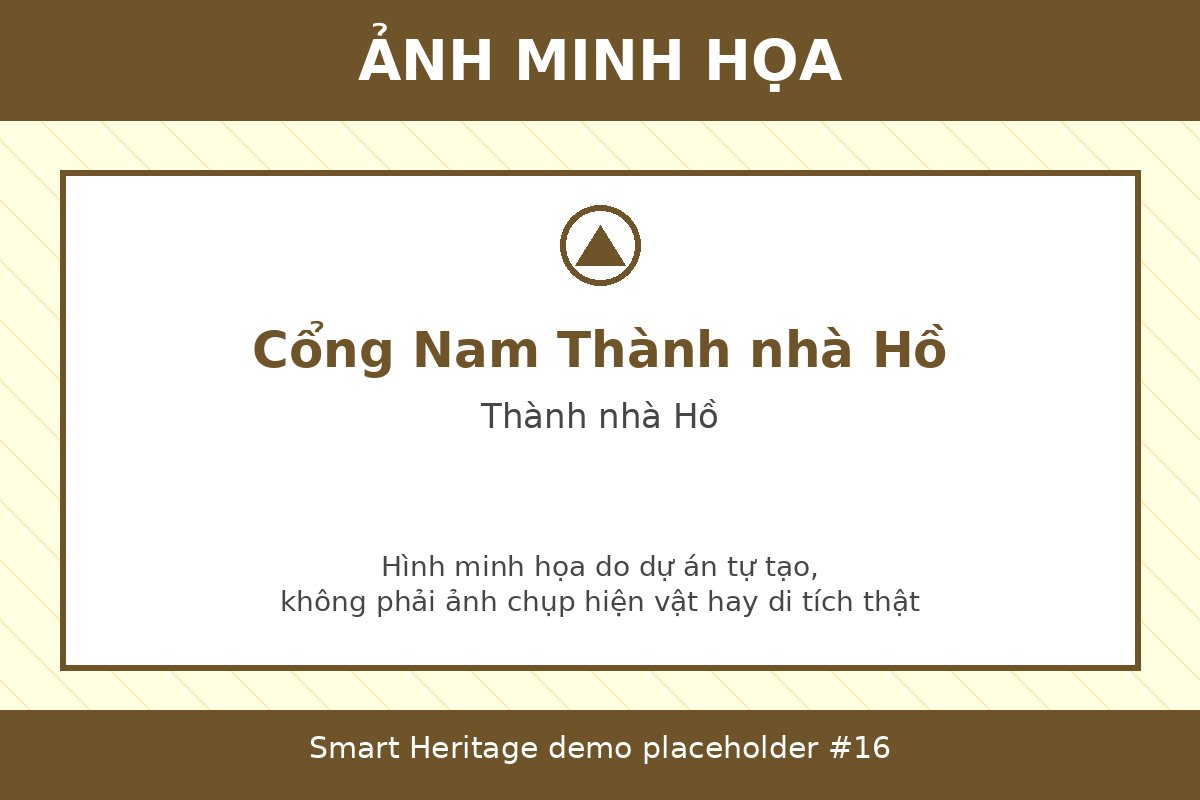 ẢNH MINH HỌA
Cổng Nam Thành nhà Hồ
Thành nhà Hồ
Hình minh họa do dự án tự tạo,
không phải ảnh chụp hiện vật hay di tích thật
Smart Heritage demo placeholder #16